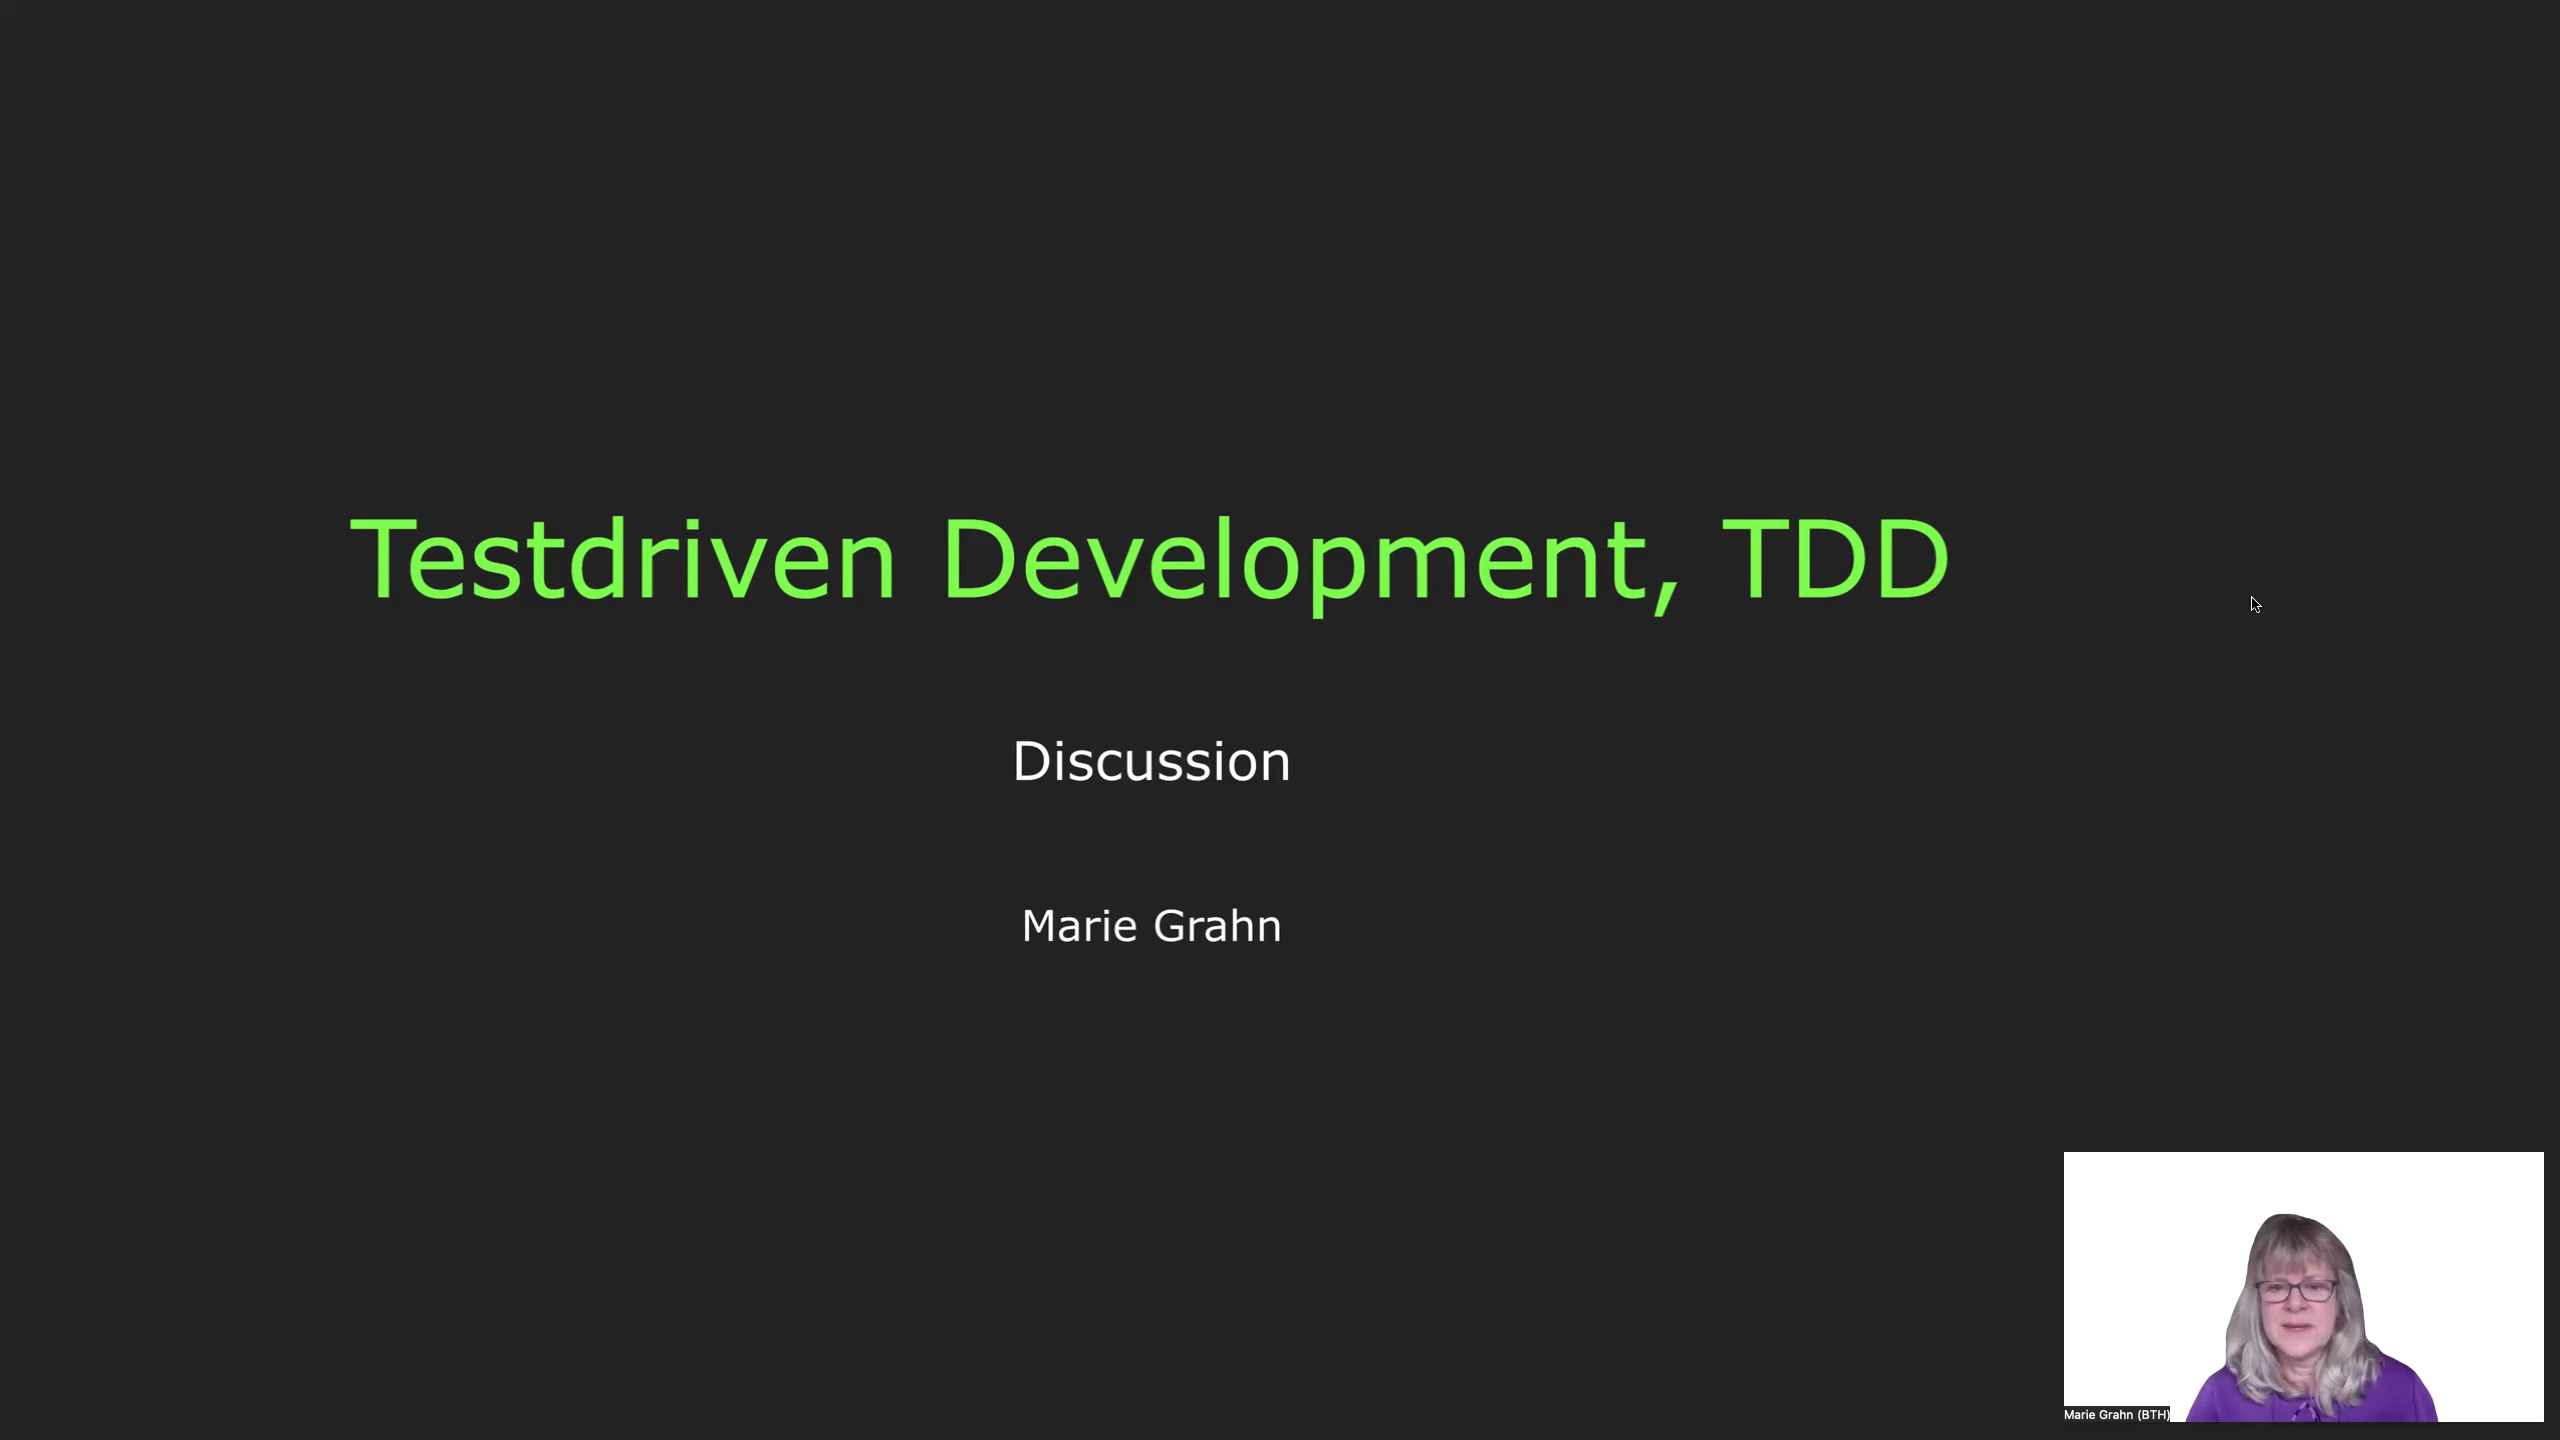 Testdriven Development, TDD
Discussion
Marie Grahn
Marie Grahn (BTH)